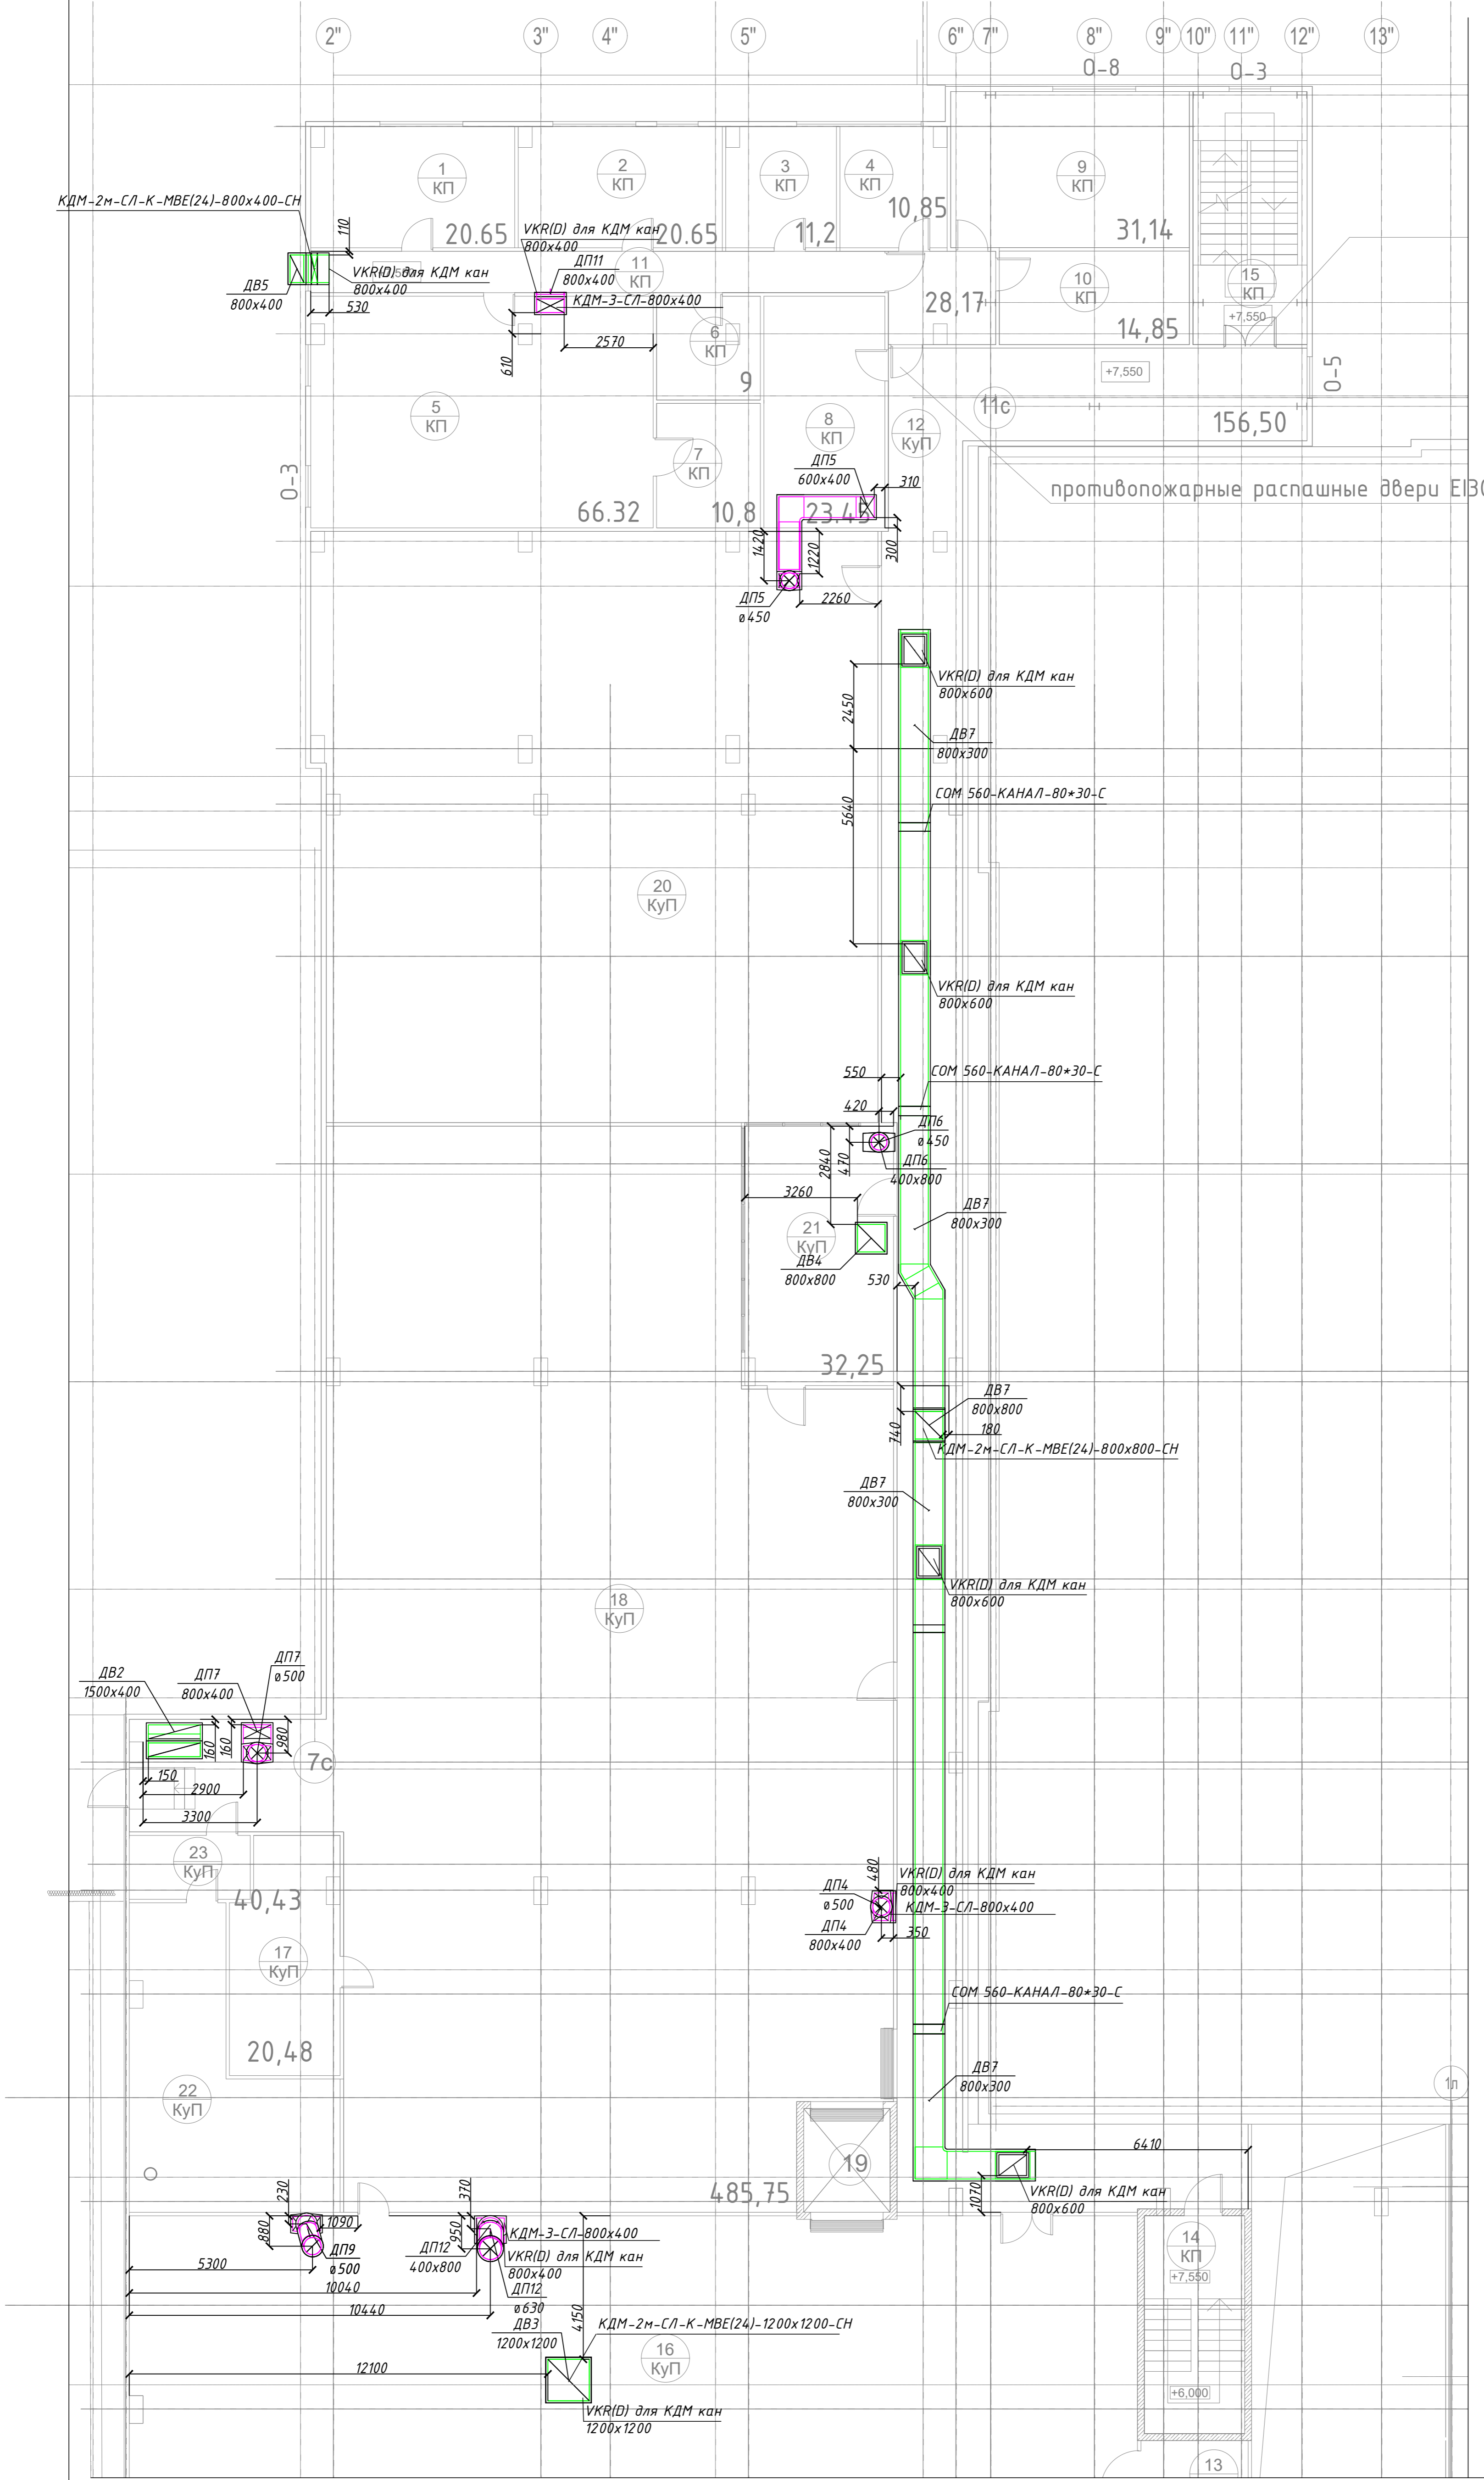 2"
3"
4"
5"
6"
7"
8"
9"
10"
11"
12"
13"
О-8
О-3
1
КП
2
КП
3
КП
4
КП
9
КП
КДМ-2м-СЛ-К-МВЕ(24)-800х400-СН
110
20.65
VKR(D) для КДМ кан
800х400
20.65
11,2
10,85
31,14
ДП11
800х400
11
КП
VKR(D) для КДМ кан
800х400
ДВ5
800х400
530
КДМ-3-СЛ-800х400
10
КП
15
КП
28,17
14,85
+7,550
2570
610
6
КП
9
+7,550
О-5
5
КП
8
КП
12
КуП
11с
156,50
7
КП
О-3
ДП5
600х400
310
противопожарные распашные двери EI30
66.32
10,8
23.45
1420
1220
300
ДП5
ø450
2260
VKR(D) для КДМ кан
800х600
2450
ДВ7
800х300
СОМ 560-КАНАЛ-80*30-С
5640
20
КуП
VKR(D) для КДМ кан
800х600
550
СОМ 560-КАНАЛ-80*30-С
420
ДП6
ø450
2840
470
ДП6
400х800
3260
ДВ7
800х300
21
КуП
ДВ4
800х800
530
32,25
ДВ7
800х800
740
180
КДМ-2м-СЛ-К-МВЕ(24)-800х800-СН
ДВ7
800х300
VKR(D) для КДМ кан
800х600
18
КуП
ДВ2
1500х400
ДП7
800х400
ДП7
ø500
160
160
980
7с
150
2900
3300
23
КуП
40,43
480
VKR(D) для КДМ кан
800х400
ДП4
ø500
КДМ-3-СЛ-800х400
ДП4
800х400
350
17
КуП
СОМ 560-КАНАЛ-80*30-С
20,48
ДВ7
800х300
22
КуП
1л
6410
19
485,75
1070
VKR(D) для КДМ кан
800х600
230
880
1090
370
950
ДП9
ø500
ДП12
400х800
КДМ-3-СЛ-800х400
VKR(D) для КДМ кан
800х400
14
КП
+7,550
5300
10040
ДП12
ø630
10440
4150
ДВ3
1200х1200
КДМ-2м-СЛ-К-МВЕ(24)-1200х1200-СН
16
КуП
12100
+6,000
VKR(D) для КДМ кан
1200х1200
13